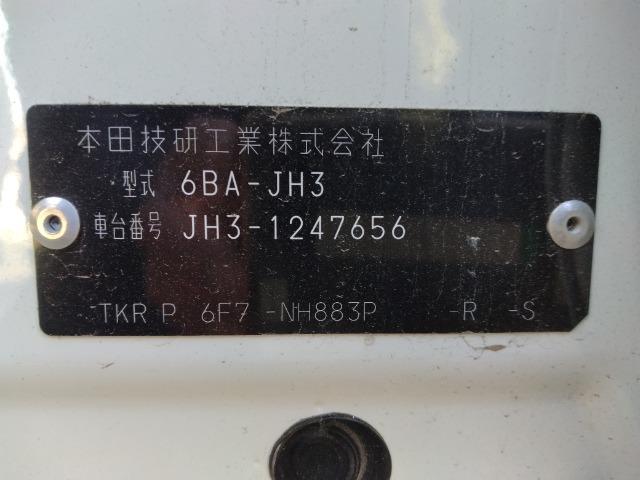 本田技研工業株式会社
型式 6BA-JH3
車台番号 JH3-1247656
TKR P 6F7 -NH883P -R -S